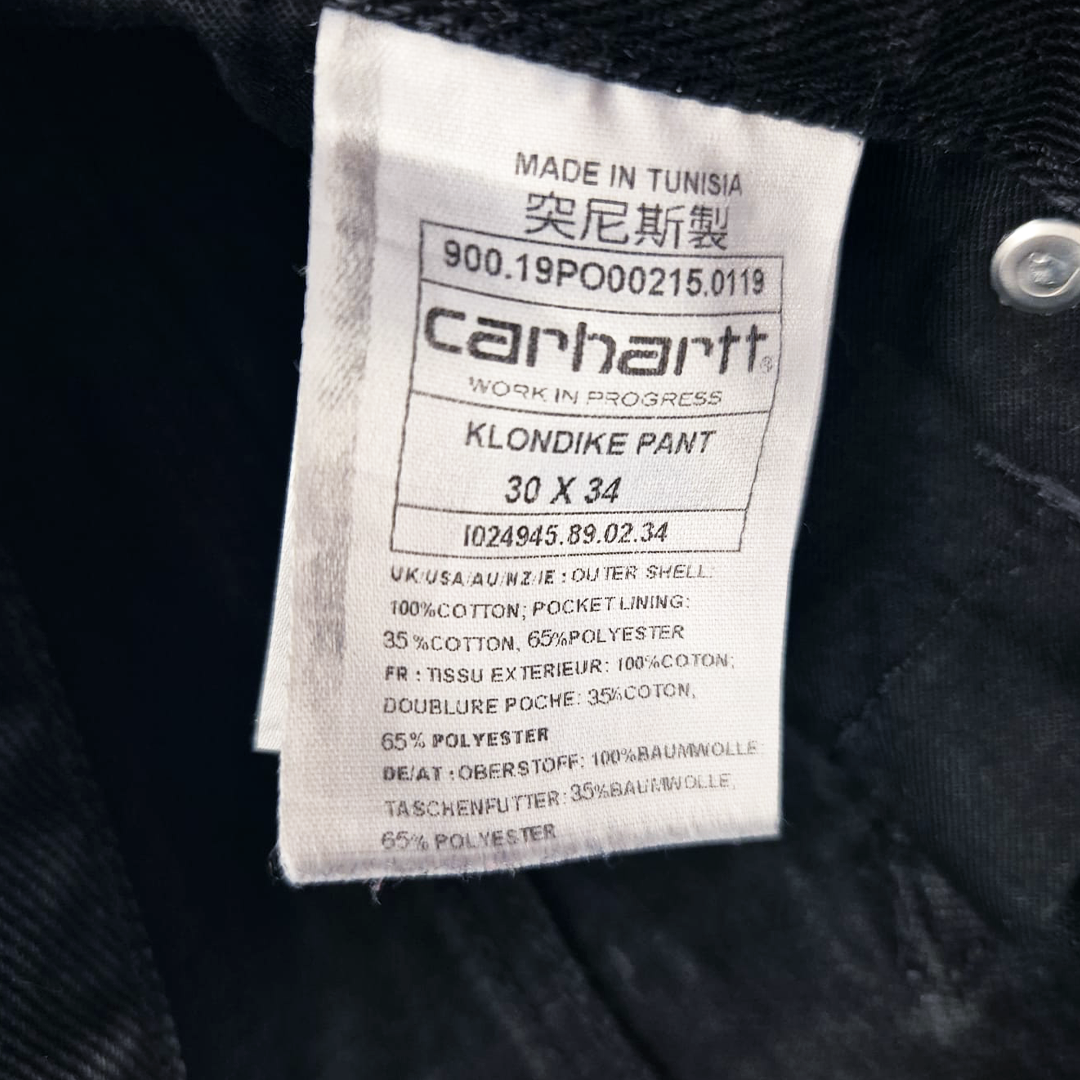 MADE IN TUNISIA
突尼斯製
900.19PO00215.0119
carhartt®
WORK IN PROGRESS
KLONDIKE PANT
30 X 34
I024945.89.02.34
UK/USA/AU/NZ/IE : OUTER SHELL:
100%COTTON; POCKET LINING:
35%COTTON, 65%POLYESTER
FR : TISSU EXTERIEUR: 100%COTON;
DOUBLURE POCHE: 35%COTON,
65% POLYESTER
DE/AT : OBERSTOFF: 100%BAUMWOLLE;
TASCHENFUTTER: 35%BAUMWOLLE,
65% POLYESTER